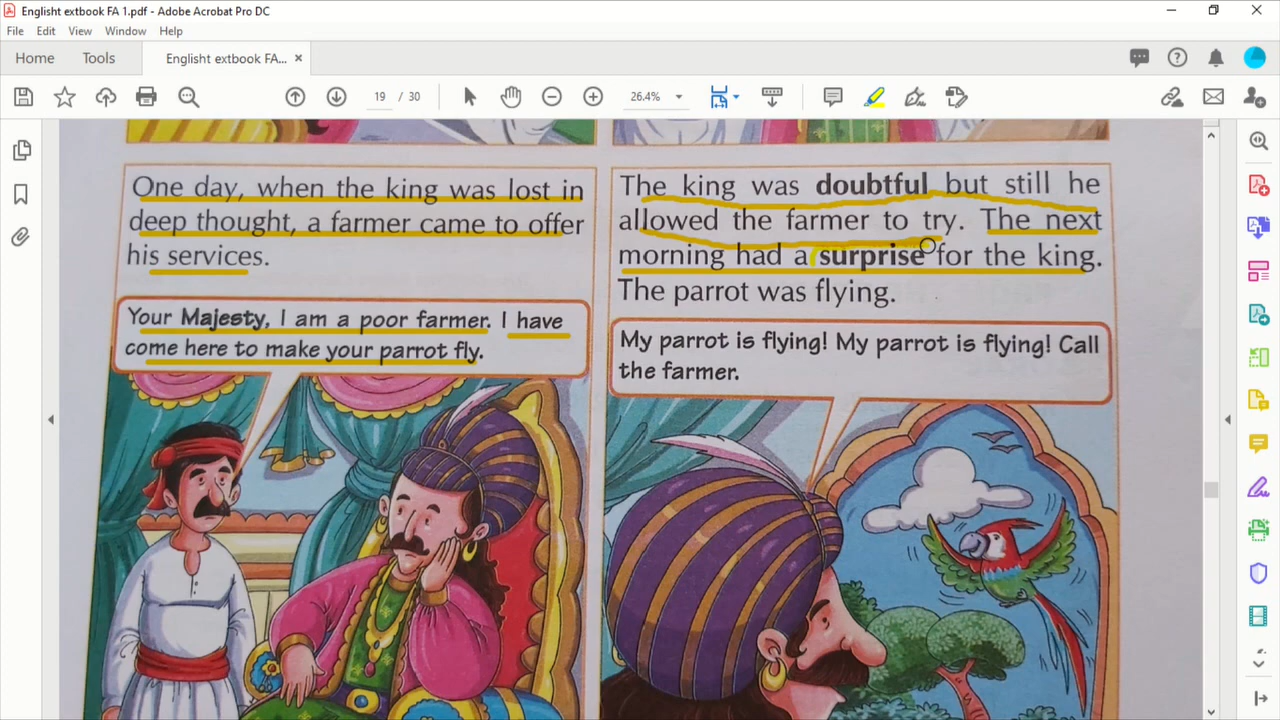 Englisht extbook FA 1.pdf - Adobe Acrobat Pro DC
File Edit View Window Help
Home Tools Englisht extbook FA... ×
19 / 30 26.4%
One day, when the king was lost in
deep thought, a farmer came to offer
his services.
Your Majesty, I am a poor farmer. I have
come here to make your parrot fly.
The king was doubtful but still he
allowed the farmer to try. The next
morning had a surprise for the king.
The parrot was flying.
My parrot is flying! My parrot is flying! Call
the farmer.